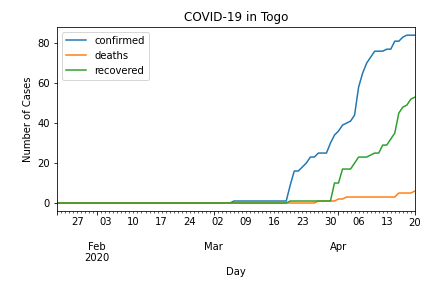 COVID-19 in Togo
confirmed
deaths
recovered
Number of Cases
80
60
40
20
0
27 03 10 17 24 02 09 16 23 30 06 13 20
Feb Mar Apr
2020
Day